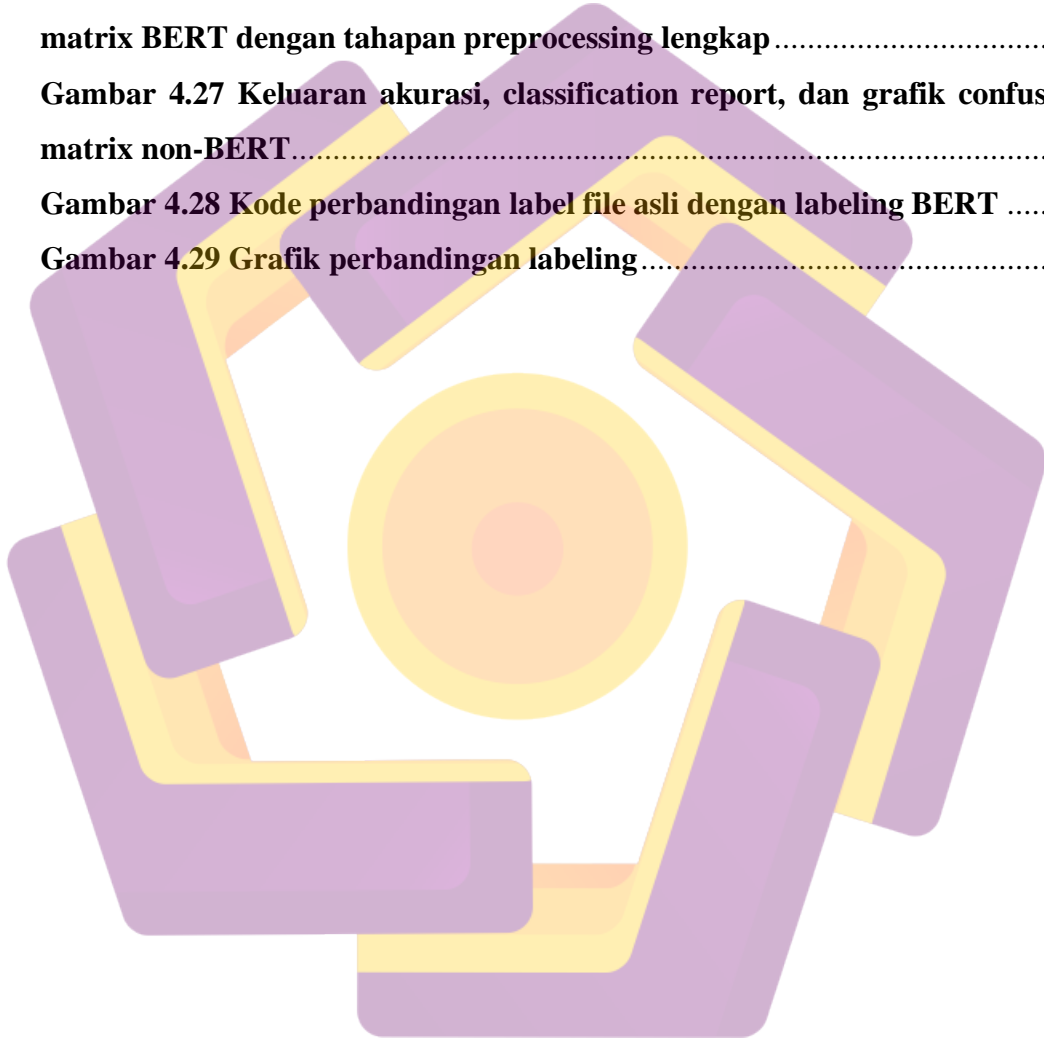 matrix BERT dengan tahapan preprocessing lengkap................................
Gambar 4.27 Keluaran akurasi, classification report, dan grafik confus
matrix non-BERT...........................................................................................
Gambar 4.28 Kode perbandingan label file asli dengan labeling BERT .....
Gambar 4.29 Grafik perbandingan labeling.................................................